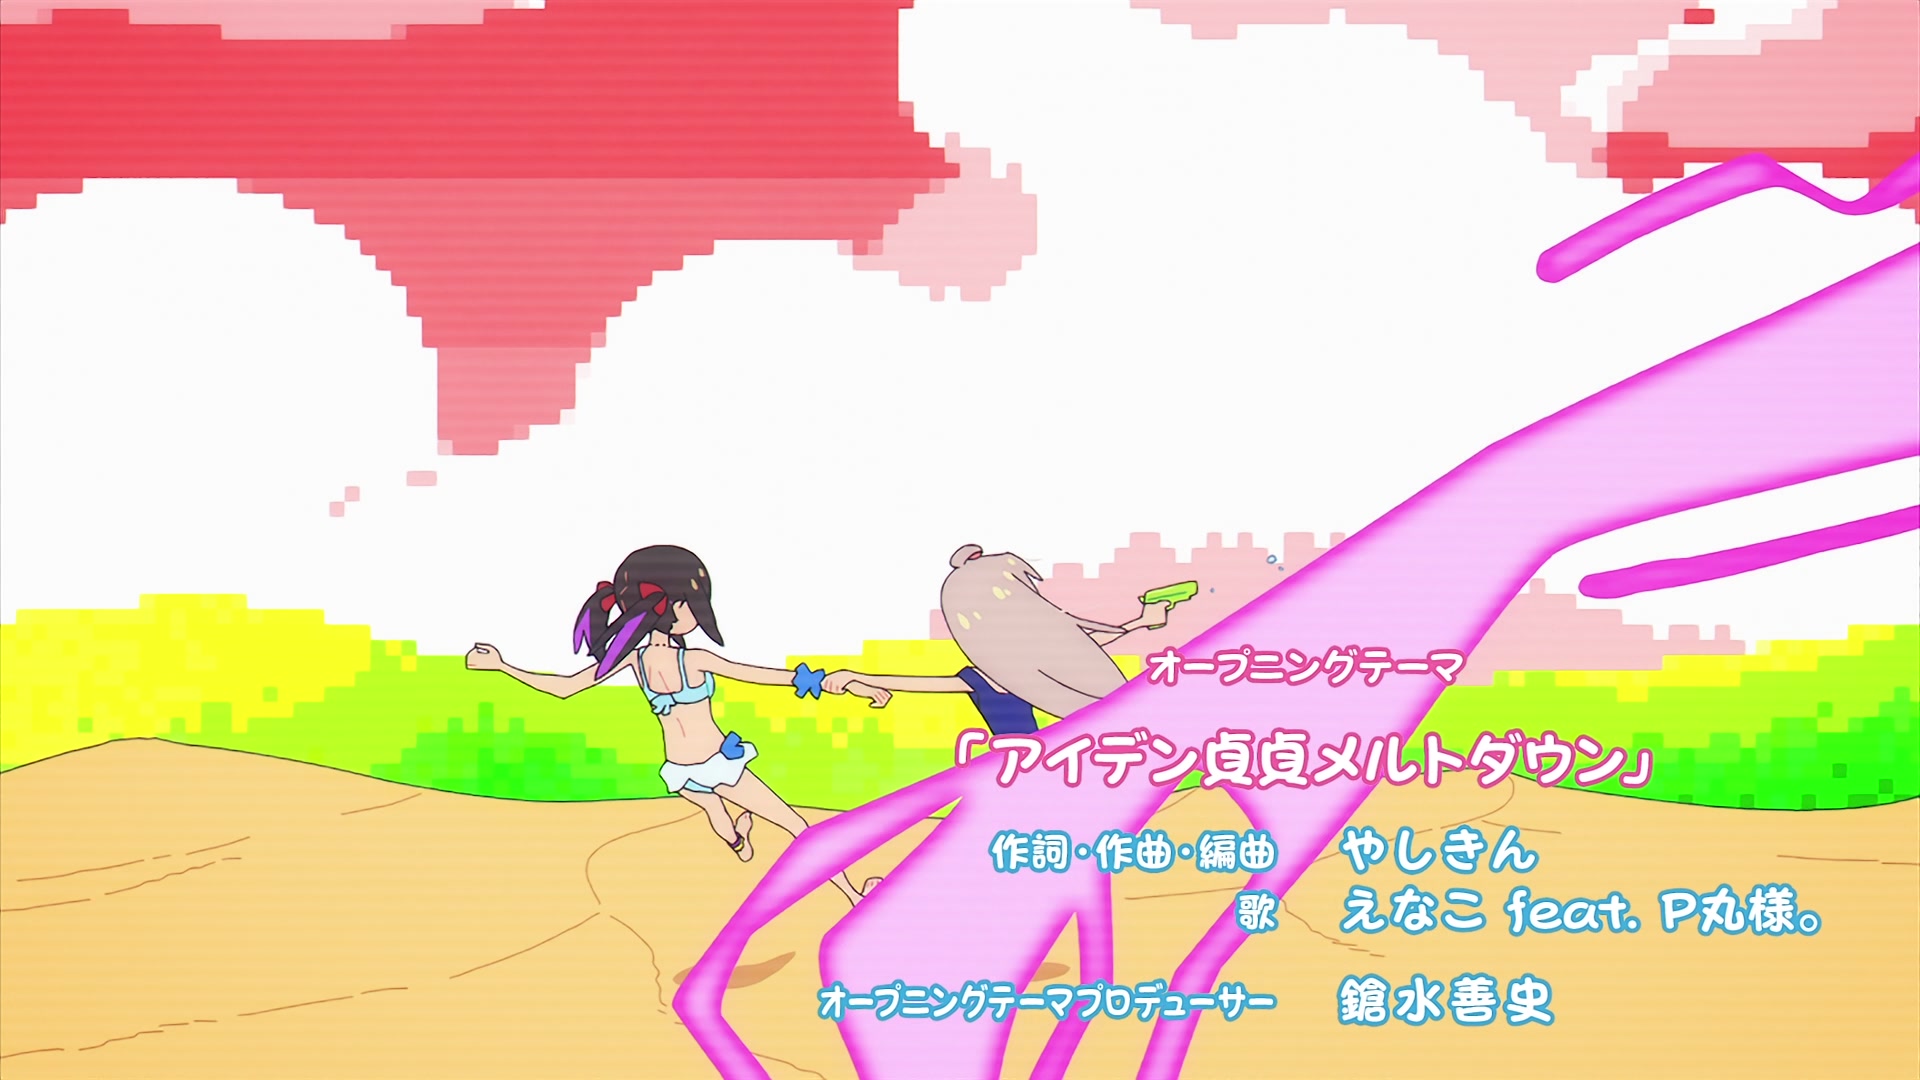 オープニングテーマ
「アイデン貞貞メルトダウン」
作詞・作曲・編曲 やしきん
歌 えなこ feat. P丸様。
オープニングテーマプロデューサー 鎗水善史